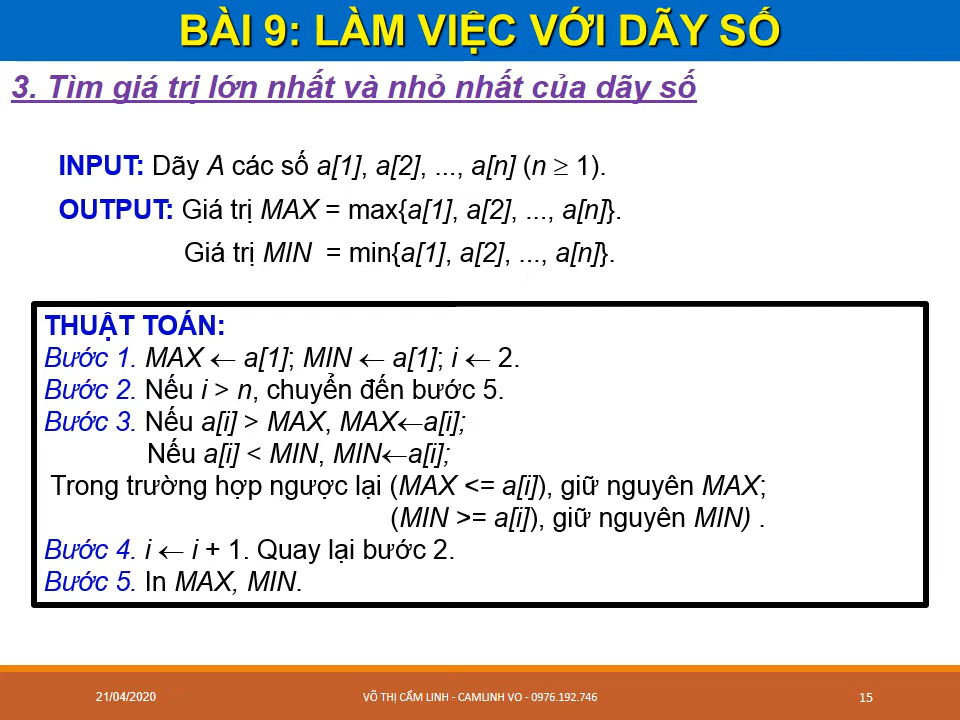 BÀI 9: LÀM VIỆC VỚI DÃY SỐ
3. Tìm giá trị lớn nhất và nhỏ nhất của dãy số
INPUT: Dãy A các số a[1], a[2], ..., a[n] (n ≥ 1).
OUTPUT: Giá trị MAX = max{a[1], a[2], ..., a[n]}.
Giá trị MIN = min{a[1], a[2], ..., a[n]}.
THUẬT TOÁN:
Bước 1. MAX ← a[1]; MIN ← a[1]; i ← 2.
Bước 2. Nếu i > n, chuyển đến bước 5.
Bước 3. Nếu a[i] > MAX, MAX←a[i];
Nếu a[i] < MIN, MIN←a[i];
Trong trường hợp ngược lại (MAX <= a[i]), giữ nguyên MAX;
(MIN >= a[i]), giữ nguyên MIN) .
Bước 4. i ← i + 1. Quay lại bước 2.
Bước 5. In MAX, MIN.
21/04/2020
VÕ THỊ CẨM LINH - CAMLINH VO - 0976.192.746
15